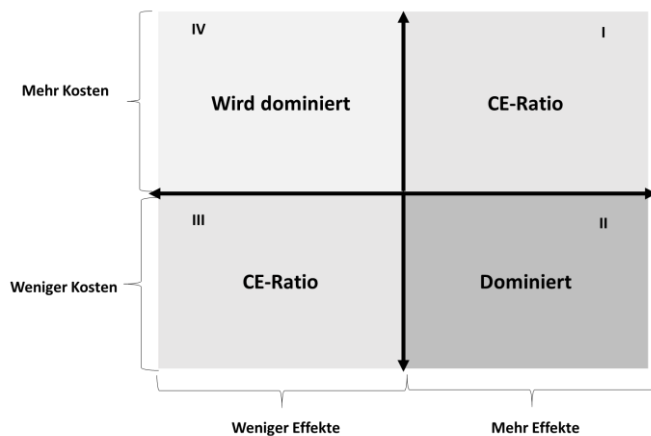 IV
I
Mehr Kosten
Wird dominiert
CE-Ratio
III
II
Weniger Kosten
CE-Ratio
Dominiert
Weniger Effekte
Mehr Effekte